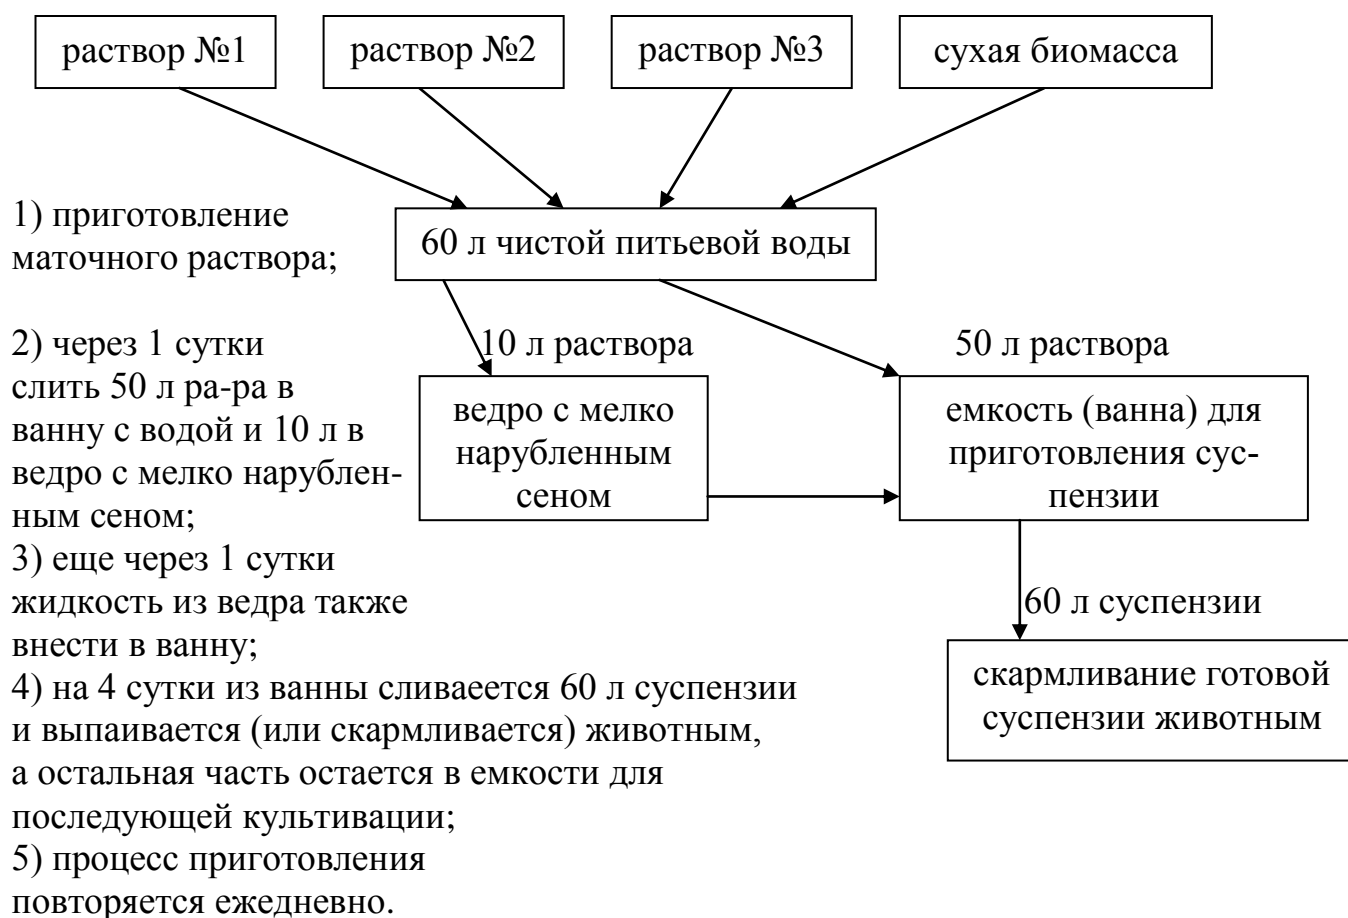 раствор №1
раствор №2
раствор №3
сухая биомасса
1) приготовление
маточного раствора;
60 л чистой питьевой воды
2) через 1 сутки
слить 50 л ра-ра в
ванну с водой и 10 л в
ведро с мелко нарублен-
ным сеном;
10 л раствора
50 л раствора
ведро с мелко
нарубленным
сеном
емкость (ванна) для
приготовления сус-
пензии
3) еще через 1 сутки
жидкость из ведра также
внести в ванну;
60 л суспензии
4) на 4 сутки из ванны сливаеется 60 л суспензии
и выпаивается (или скармливается) животным,
а остальная часть остается в емкости для
последующей культивации;
скармливание готовой
суспензии животным
5) процесс приготовления
повторяется ежедневно.